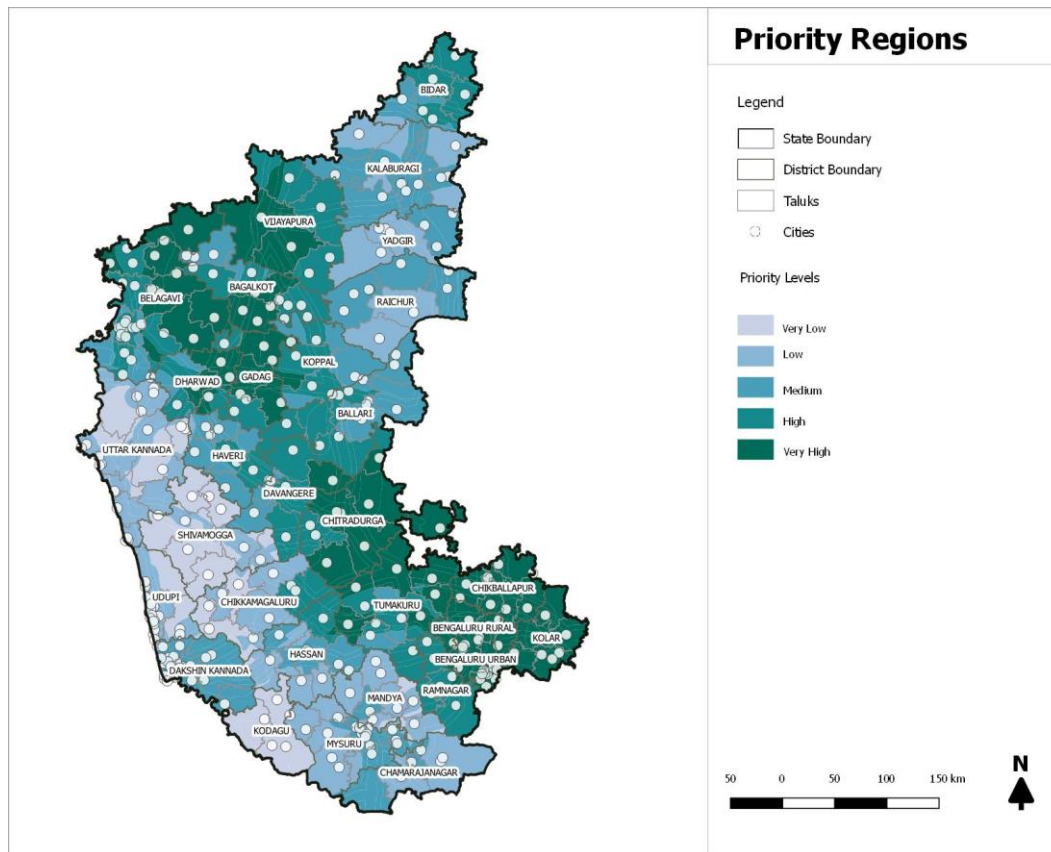 Priority Regions
Legend
State Boundary
District Boundary
Taluks
Cities
Priority Levels
Very Low
Low
Medium
High
Very High
50 0 50 100 150 km
N
BIDAR
KALABURAGI
VIJAYAPURA
YADGIR
BAGALKOT
BELAGAVI
RAICHUR
KOPPAL
GADAG
DHARWAD
BALLARI
UTTAR KANNADA
HAVERI
DAVANGERE
CHITRADURGA
SHIVAMOGGA
CHIKBALLAPUR
UDUPI
CHIKKAMAGALURU
TUMAKURU
BENGALURU RURAL
KOLAR
HASSAN
BENGALURU URBAN
DAKSHIN KANNADA
RAMNAGAR
MANDYA
KODAGU
MYSURU
CHAMARAJANAGAR